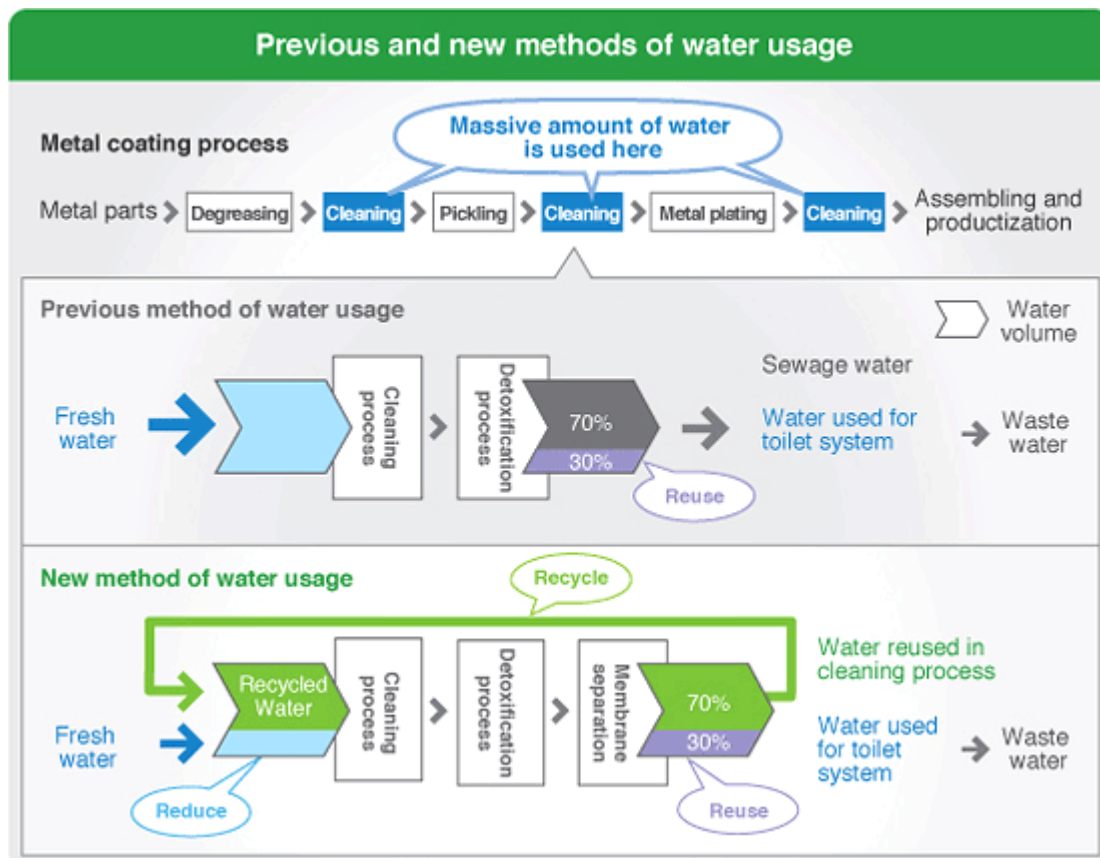 Previous and new methods of water usage
Massive amount of water
is used here
Metal coating process
Metal parts
Degreasing
Cleaning
Pickling
Cleaning
Metal plating
Cleaning
Assembling and
productization
Previous method of water usage
Water
volume
Fresh
water
Cleaning
process
Detoxification
process
70%
30%
Reuse
Sewage water
Water used for
toilet system
Waste
water
New method of water usage
Recycle
Fresh
water
Recycled
Water
Reduce
Cleaning
process
Detoxification
process
Membrane
separation
70%
30%
Reuse
Water reused in
cleaning process
Water used
for toilet
system
Waste
water